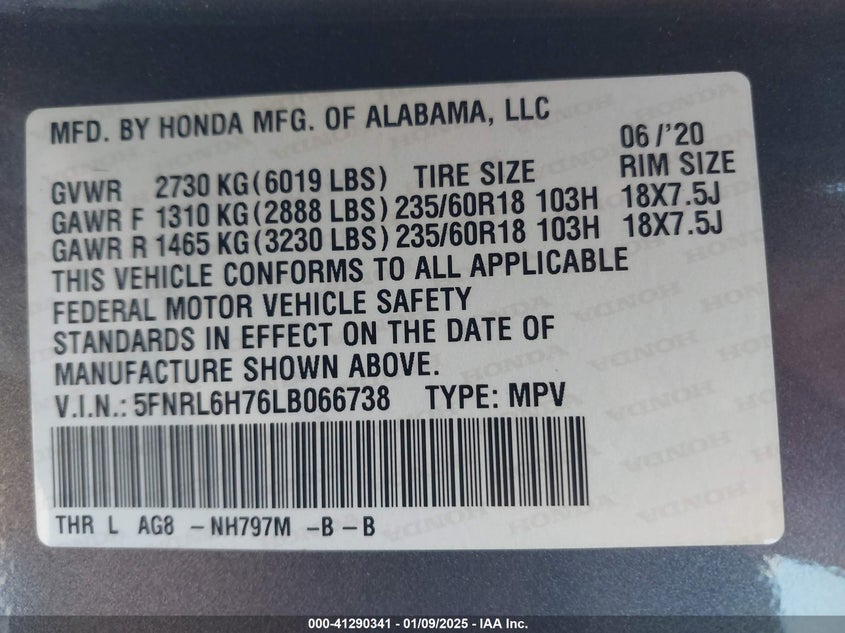 MFD. BY HONDA MFG. OF ALABAMA, LLC
06/'20
GVWR 2730 KG(6019 LBS) TIRE SIZE RIM SIZE
GAWR F 1310 KG(2888 LBS) 235/60R18 103H 18X7.5J
GAWR R 1465 KG(3230 LBS) 235/60R18 103H 18X7.5J
THIS VEHICLE CONFORMS TO ALL APPLICABLE
FEDERAL MOTOR VEHICLE SAFETY
STANDARDS IN EFFECT ON THE DATE OF
MANUFACTURE SHOWN ABOVE.
V.I.N.: 5FNRL6H76LB066738 TYPE: MPV
THR L AG8 -NH797M -B-B
000-41290341 - 01/09/2025 - IAA Inc.